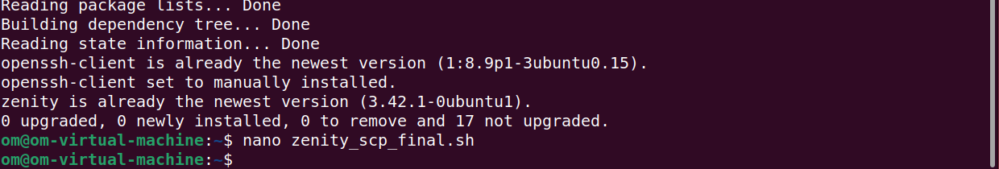 Reading package lists... Done
Building dependency tree... Done
Reading state information... Done
openssh-client is already the newest version (1:8.9p1-3ubuntu0.15).
openssh-client set to manually installed.
zenity is already the newest version (3.42.1-0ubuntu1).
0 upgraded, 0 newly installed, 0 to remove and 17 not upgraded.
om@om-virtual-machine:~$ nano zenity_scp_final.sh
om@om-virtual-machine:~$